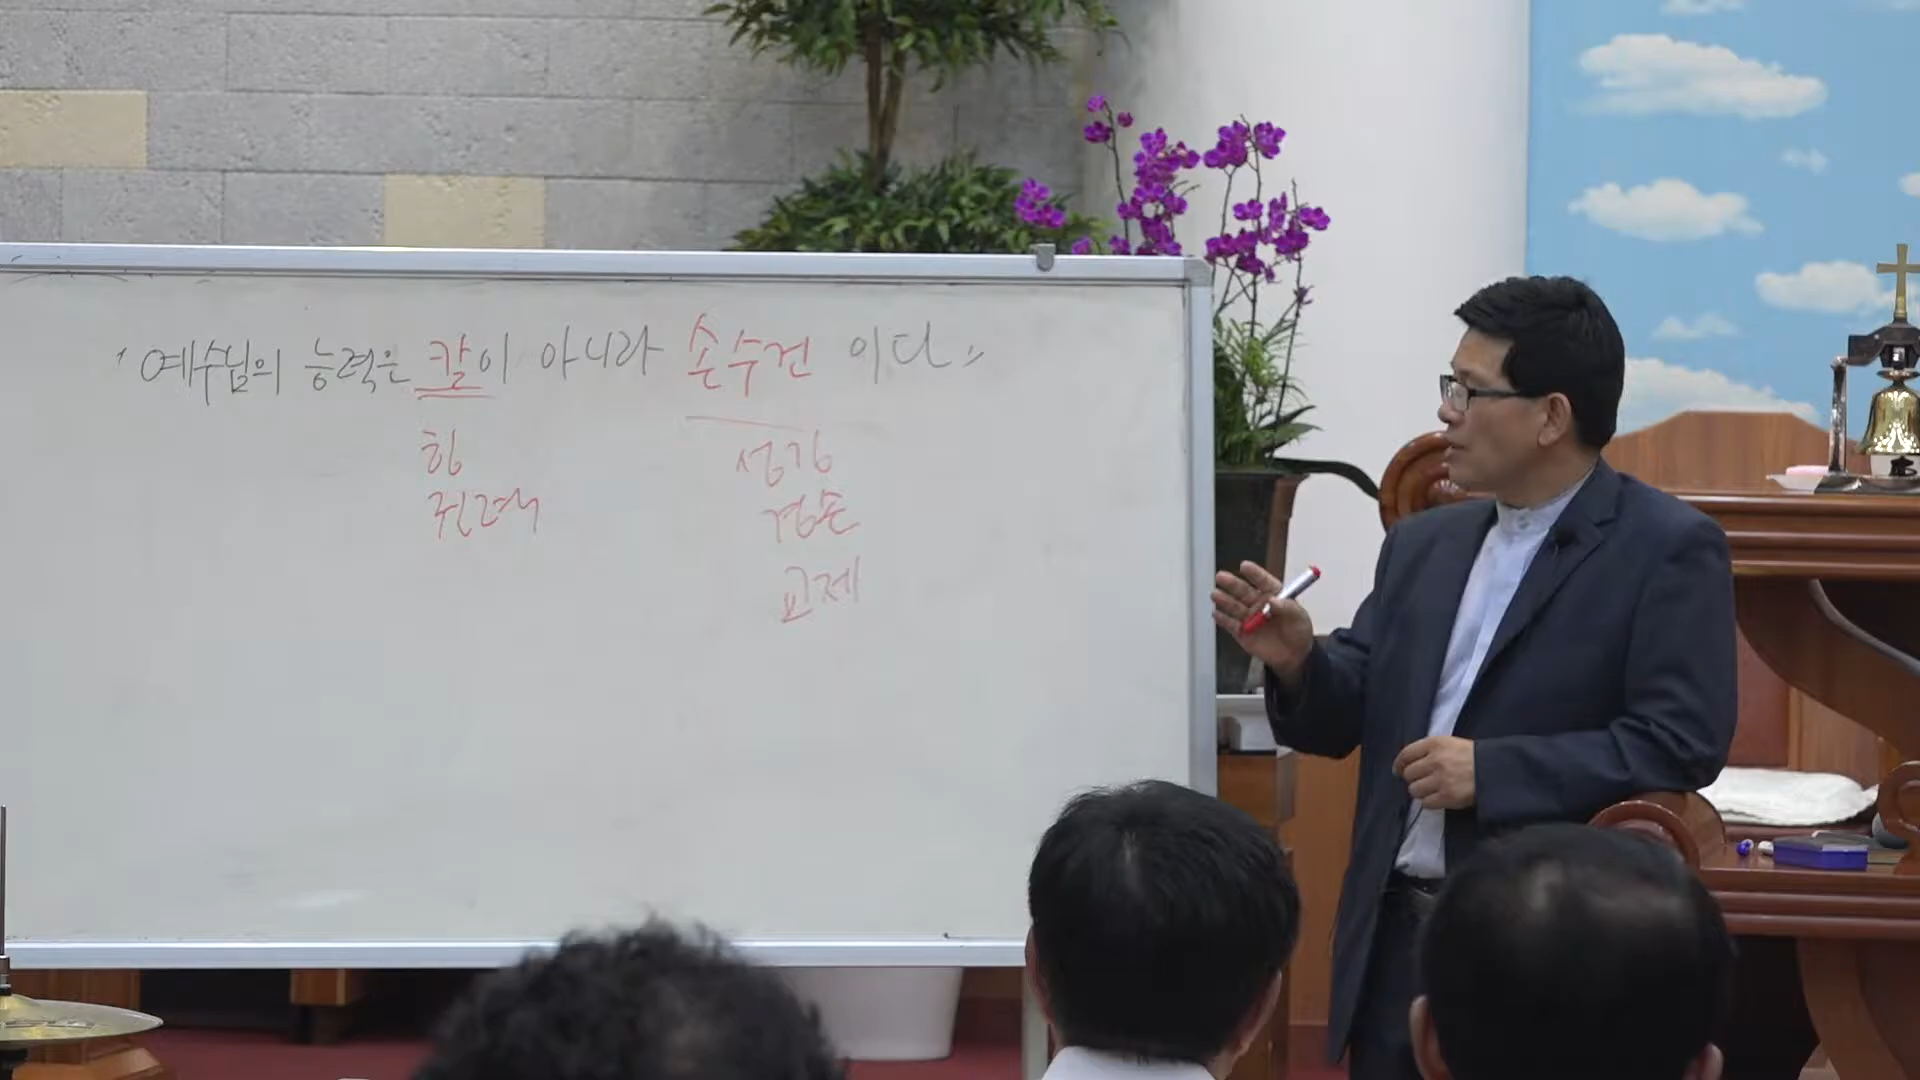 "예수님의 능력은 칼이 아니라 손수건 이다"
힘
권력
섬김
겸손
교제